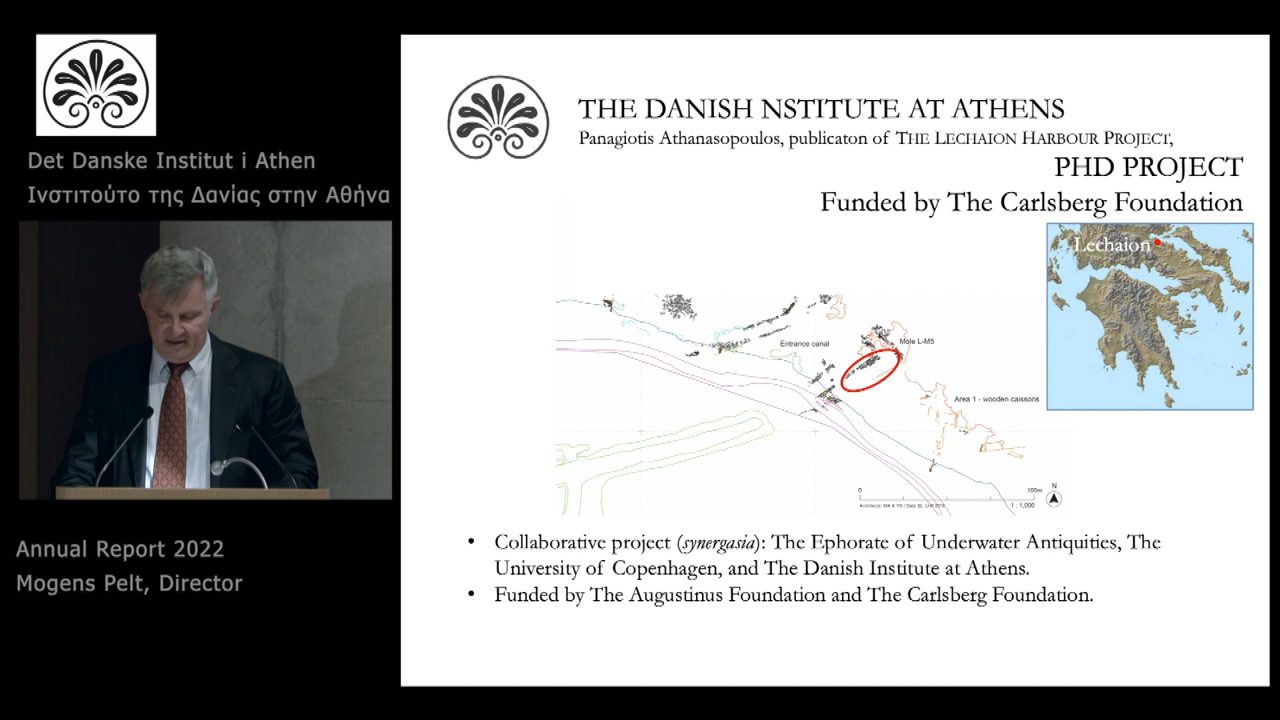 Det Danske Institut i Athen
Ινστιτούτο της Δανίας στην Αθήνα
Annual Report 2022
Mogens Pelt, Director
THE DANISH NSTITUTE AT ATHENS
Panagiotis Athanasopoulos, publicaton of THE LECHAION HARBOUR PROJECT,
PHD PROJECT
Funded by The Carlsberg Foundation
Lechaion
Entrance canal
Mole L-M5
Area 1 - wooden caissons
0
100m
N
1 : 1,000
• Collaborative project (synergasia): The Ephorate of Underwater Antiquities, The
University of Copenhagen, and The Danish Institute at Athens.
• Funded by The Augustinus Foundation and The Carlsberg Foundation.